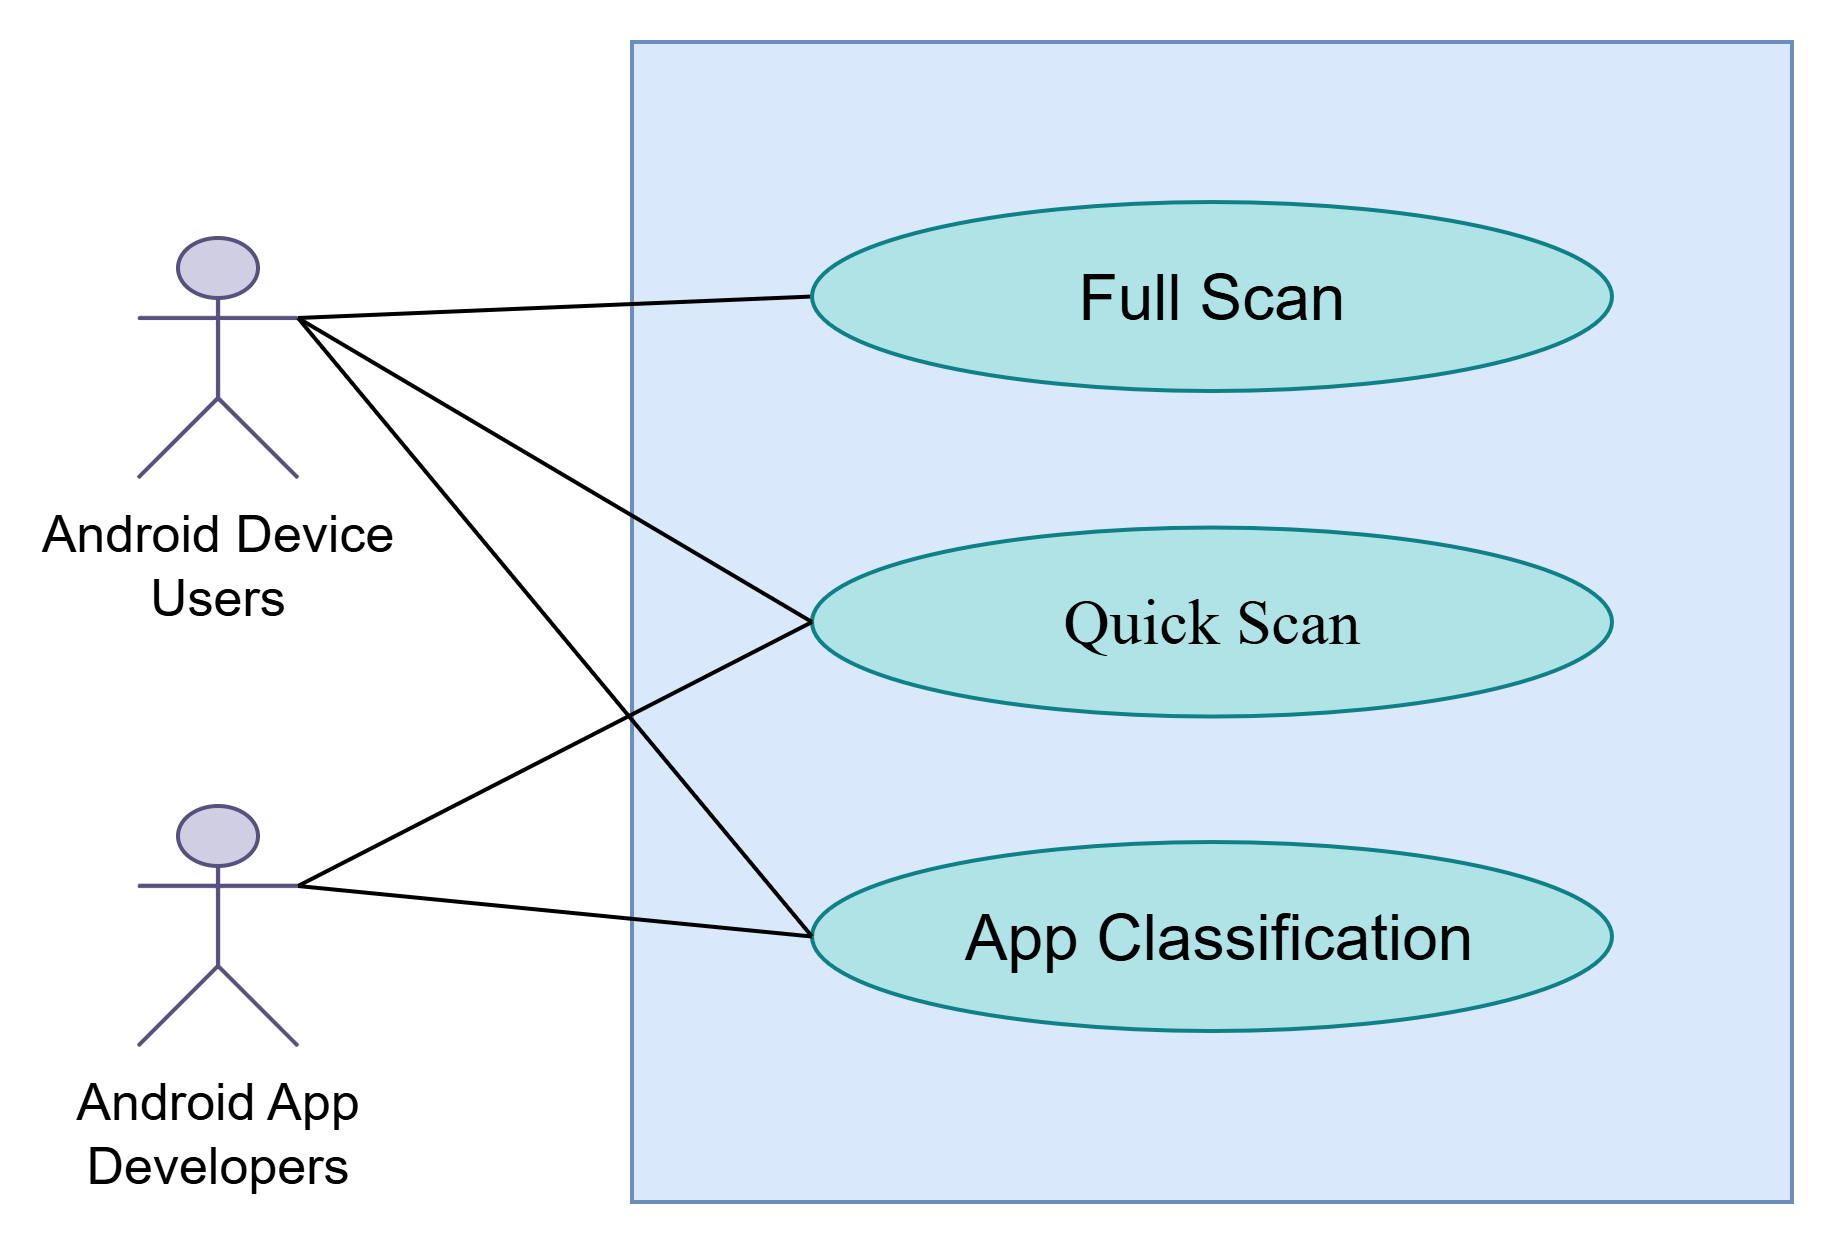 Full Scan
Android Device
Users
Quick Scan
App Classification
Android App
Developers